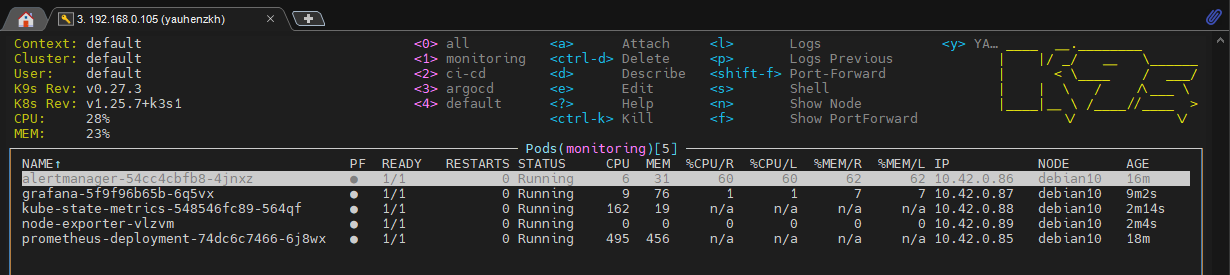 3. 192.168.0.105 (yauhenzkh)
Context: default <0> all <a> Attach <l> Logs <y> YA…
Cluster: default <1> monitoring <ctrl-d> Delete <p> Logs Previous
User: default <2> ci-cd <d> Describe <shift-f> Port-Forward
K9s Rev: v0.27.3 <3> argocd <e> Edit <s> Shell
K8s Rev: v1.25.7+k3s1 <4> default <?> Help <n> Show Node
CPU: 28% <ctrl-k> Kill <f> Show PortForward
MEM: 23%
Pods(monitoring)[5]
NAME↑ PF READY RESTARTS STATUS CPU MEM %CPU/R %CPU/L %MEM/R %MEM/L IP NODE AGE
alertmanager-54cc4cbfb8-4jnxz ● 1/1 0 Running 6 31 60 60 62 62 10.42.0.86 debian10 16m
grafana-5f9f96b65b-6q5vx ● 1/1 0 Running 9 76 1 1 7 7 10.42.0.87 debian10 9m2s
kube-state-metrics-548546fc89-564qf ● 1/1 0 Running 162 19 n/a n/a n/a n/a 10.42.0.88 debian10 2m14s
node-exporter-vlzvm ● 1/1 0 Running 0 0 0 0 0 0 10.42.0.89 debian10 2m4s
prometheus-deployment-74dc6c7466-6j8wx ● 1/1 0 Running 495 456 n/a n/a n/a n/a 10.42.0.85 debian10 18m